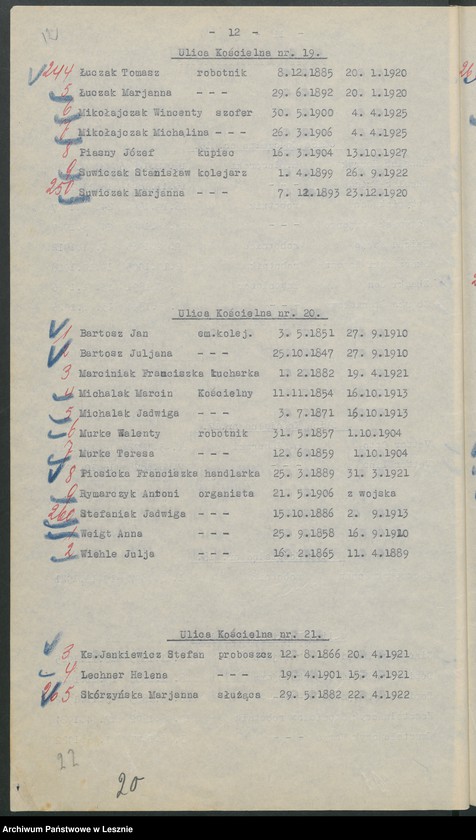 - 12 -
Ulica Kościelna nr. 19.
244 Łuczak Tomasz robotnik 8.12.1885 20. 1.1920
5 Łuczak Marjanna - - - 29. 6.1892 20. 1.1920
6 Mikołajczak Wincenty szofer 30. 5.1900 4. 4.1925
Mikołajczak Michalina - - - 26. 3.1906 4. 4.1925
8 Piasny Józef kupiec 16. 3.1904 13.10.1927
Suwiczak Stanisław kolejarz 1. 4.1899 26. 9.1922
250 Suwiczak Marjanna - - - 7. 12.1893 23.12.1920
- - -
Ulica Kościelna nr. 20.
1 Bartosz Jan em.kolej. 3. 5.1851 27. 9.1910
Bartosz Juljana - - - 25.10.1847 27. 9.1910
3 Marciniak Franciszka kucharka 1. 2.1882 19. 4.1921
4 Michalak Marcin Kościelny 11.11.1854 16.10.1913
5 Michalak Jadwiga - - - 3. 7.1871 16.10.1913
6 Murke Walenty robotnik 31. 5.1857 1.10.1904
7 Murke Teresa - - - 12. 6.1859 1.10.1904
8 Picsicka Franciszka handlarka 25. 3.1889 31. 3.1921
Rymarczyk Antoni organista 21. 5.1906 z wojska
260 Stefaniak Jadwiga - - - 15.10.1886 2. 9.1913
Weigt Anna - - - 25. 9.1858 16. 9.1910
2 Wiehle Julja - - - 16. 2.1865 11. 4.1889
Ulica Kościelna nr. 21.
3 Ks.Jankiewicz Stefan proboszcz 12. 8.1866 20. 4.1921
4 Lechner Helena - - - 19. 4.1901 15. 4.1921
265 Skórzyńska Marjanna służąca 29. 5.1882 22. 4.1922
22
20
Archiwum Państwowe w Lesznie